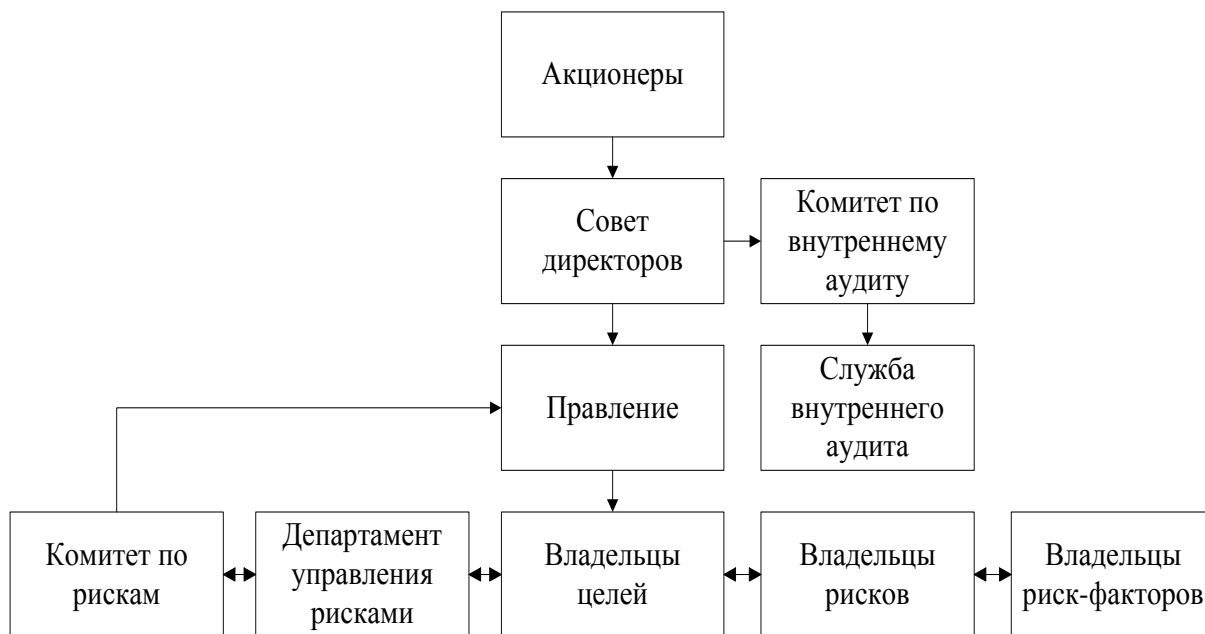 Акционеры
Совет
директоров
Комитет по
внутреннему
аудиту
Правление
Служба
внутреннего
аудита
Комитет по
рискам
Департамент
управления
рисками
Владельцы
целей
Владельцы
рисков
Владельцы
риск-факторов